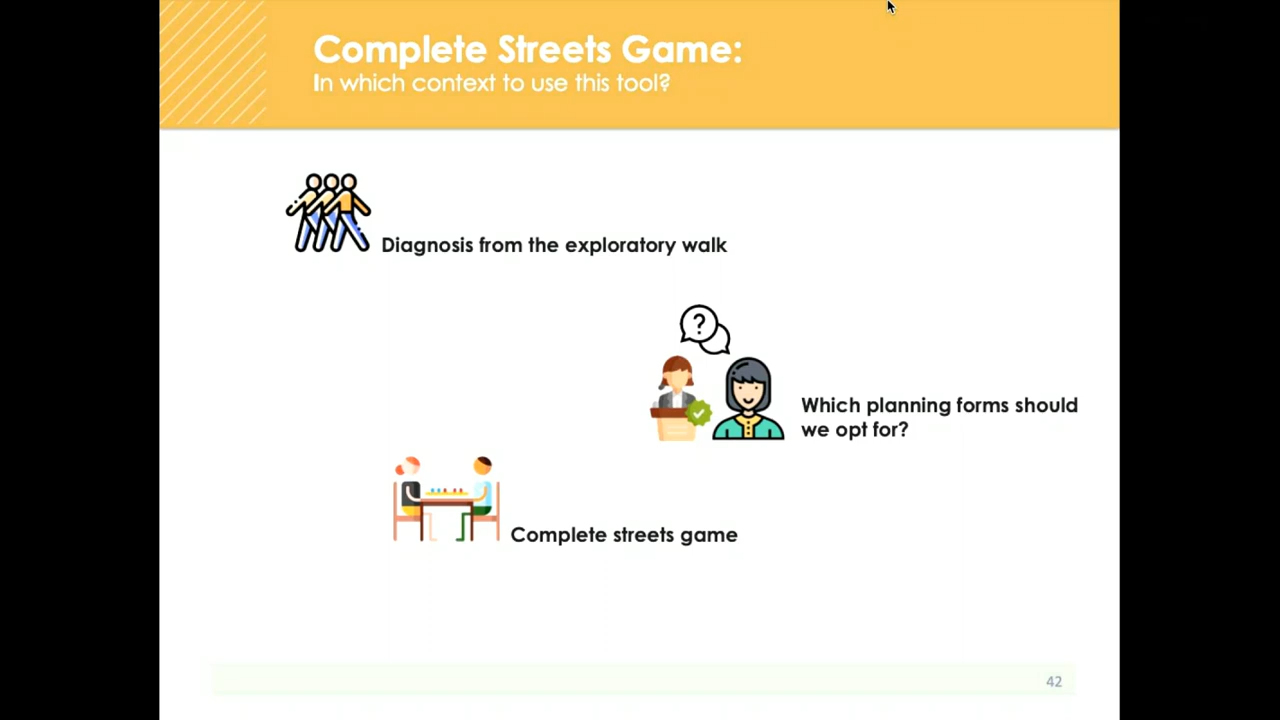 Complete Streets Game:
In which context to use this tool?
Diagnosis from the exploratory walk
?
Which planning forms should
we opt for?
Complete streets game
42